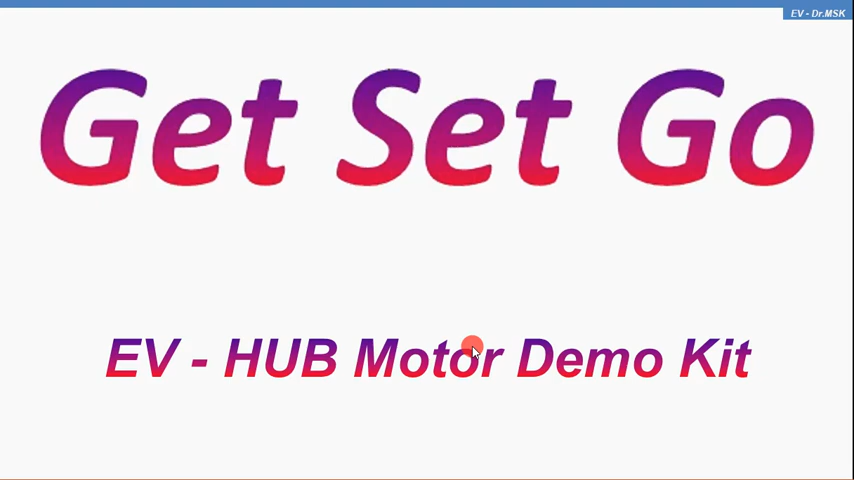 EV - Dr.MSK
Get Set Go
EV - HUB Motor Demo Kit